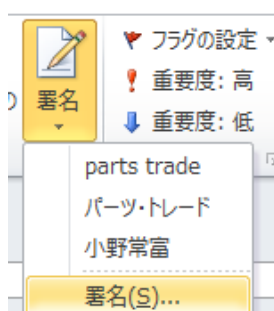 フラグの設定
重要度: 高
署名
重要度: 低
parts trade
パーツ・トレード
小野常富
署名(S)...